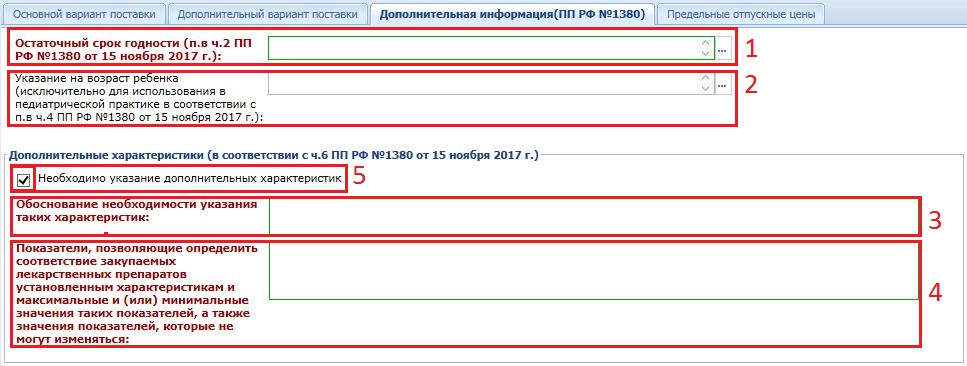 Основной вариант поставки Дополнительный вариант поставки Дополнительная информация(ПП РФ №1380) Предельные отпускные цены
Остаточный срок годности (п.в ч.2 ПП
РФ №1380 от 15 ноября 2017 г.):
... 1
Указание на возраст ребенка
(исключительно для использования в
педиатрической практике в соответствии с
п.в ч.4 ПП РФ №1380 от 15 ноября 2017 г.):
... 2
Дополнительные характеристики (в соответствии с ч.6 ПП РФ №1380 от 15 ноября 2017 г.)
Необходимо указание дополнительных характеристик 5
Обоснование необходимости указания
таких характеристик:
3
Показатели, позволяющие определить
соответствие закупаемых
лекарственных препаратов
установленным характеристикам и
максимальные и (или) минимальные
значения таких показателей, а также
значения показателей, которые не
могут изменяться:
4